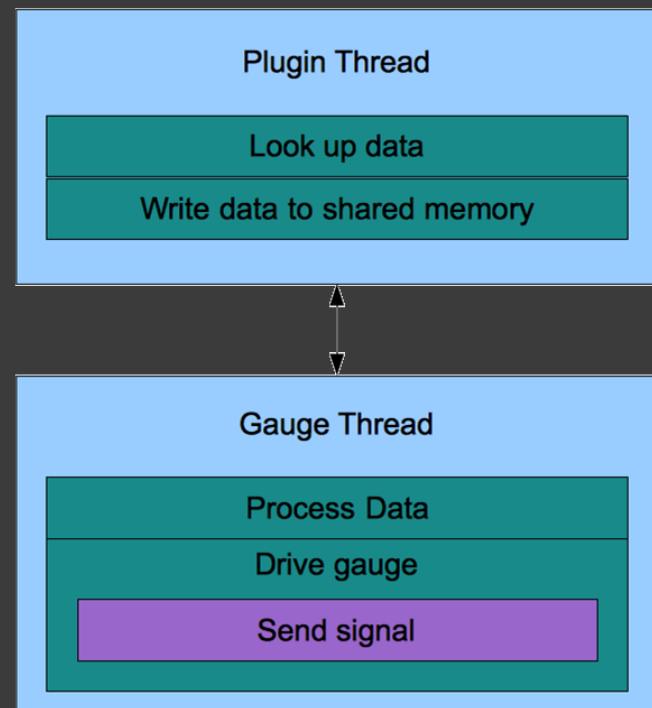 Plugin Thread
Look up data
Write data to shared memory
Gauge Thread
Process Data
Drive gauge
Send signal